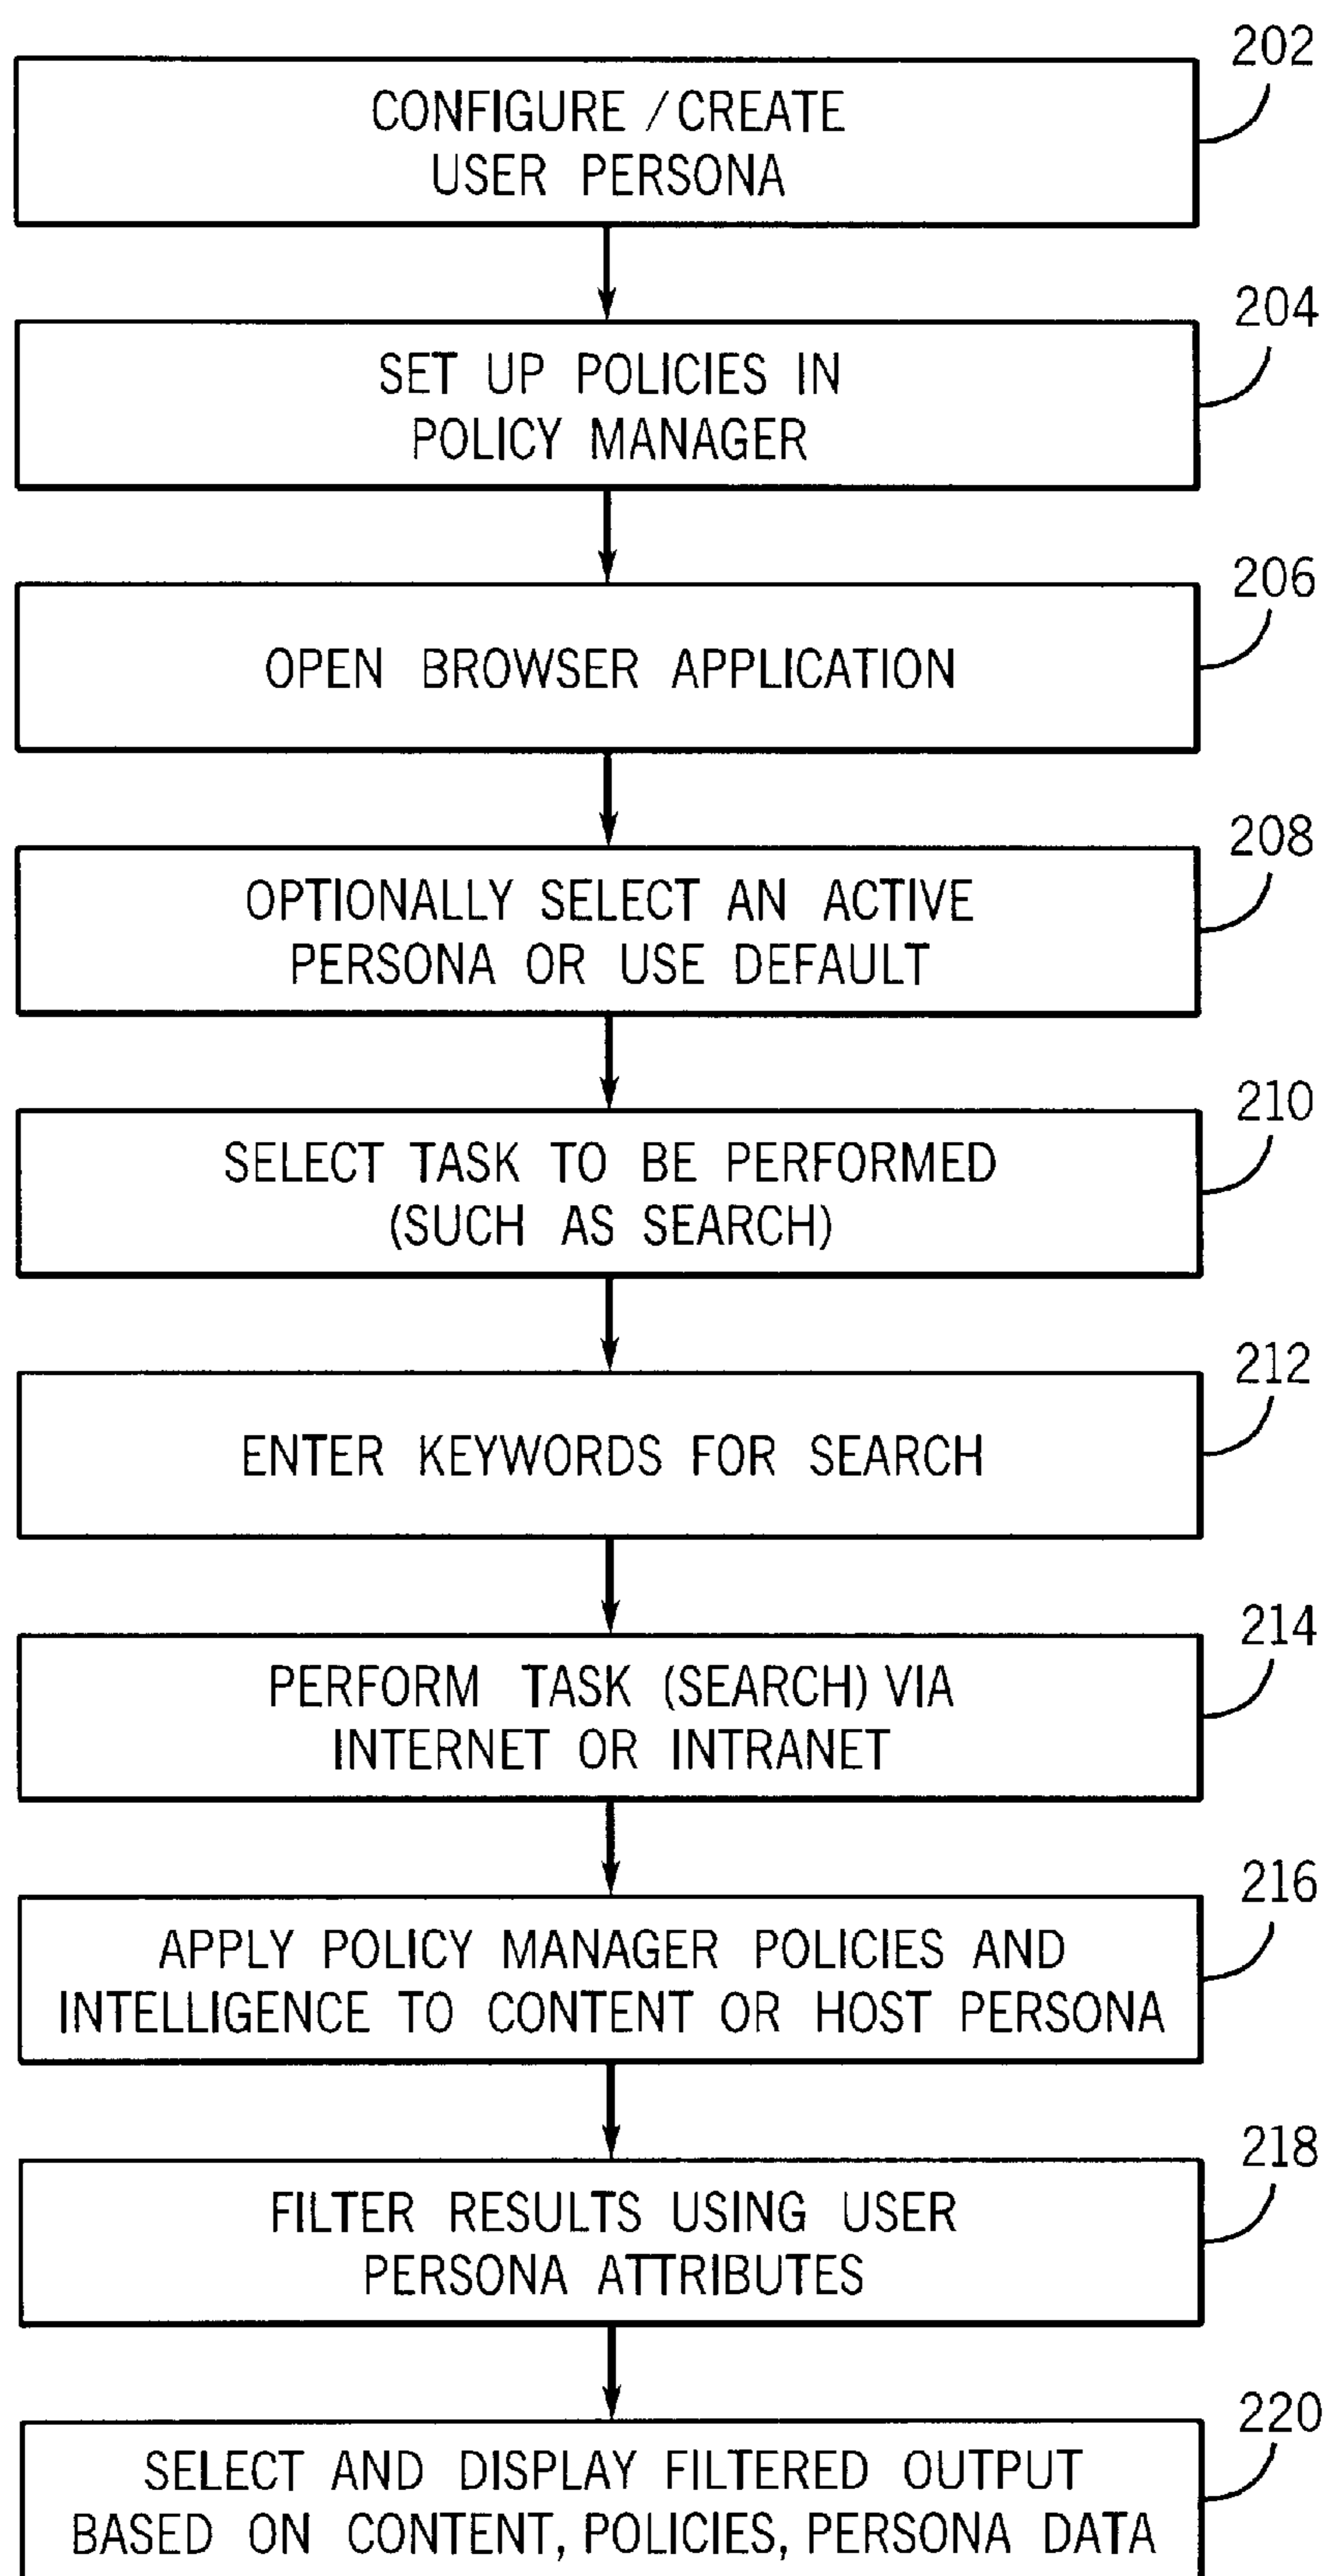 202
CONFIGURE / CREATE
USER PERSONA
204
SET UP POLICIES IN
POLICY MANAGER
206
OPEN BROWSER APPLICATION
208
OPTIONALLY SELECT AN ACTIVE
PERSONA OR USE DEFAULT
210
SELECT TASK TO BE PERFORMED
(SUCH AS SEARCH)
212
ENTER KEYWORDS FOR SEARCH
214
PERFORM TASK (SEARCH) VIA
INTERNET OR INTRANET
216
APPLY POLICY MANAGER POLICIES AND
INTELLIGENCE TO CONTENT OR HOST PERSONA
218
FILTER RESULTS USING USER
PERSONA ATTRIBUTES
220
SELECT AND DISPLAY FILTERED OUTPUT
BASED ON CONTENT, POLICIES, PERSONA DATA